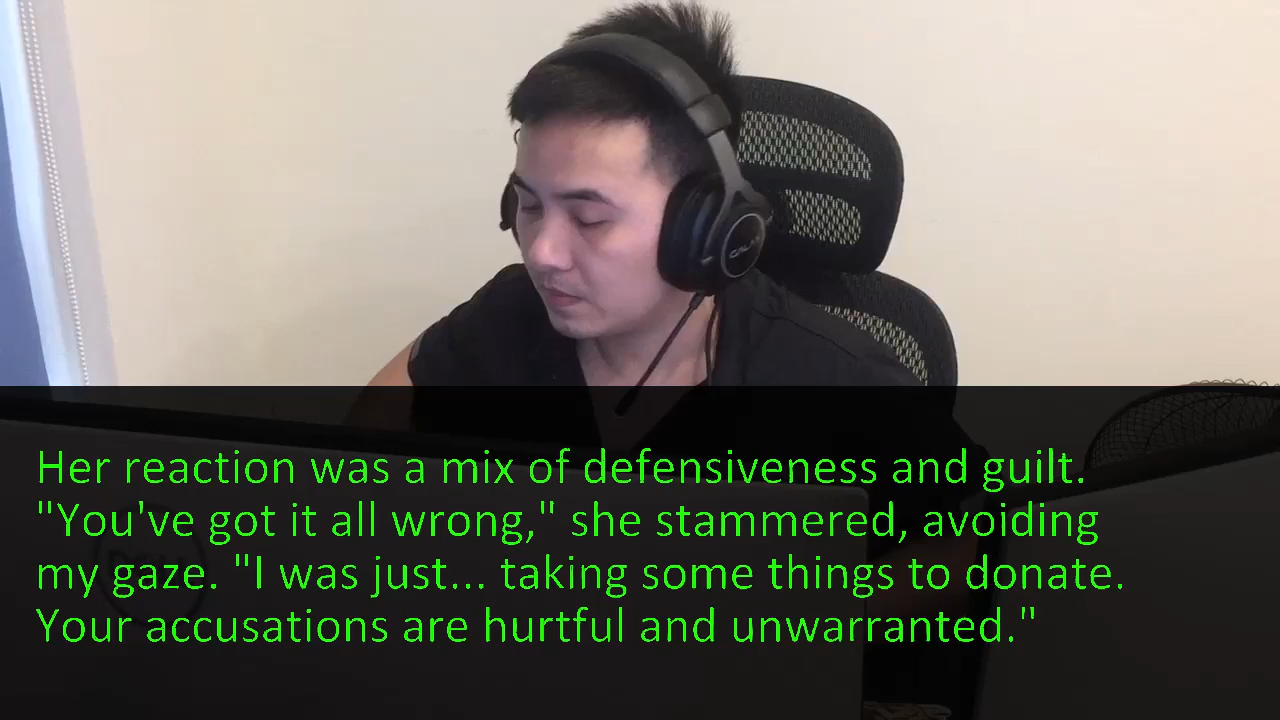 Her reaction was a mix of defensiveness and guilt.
"You've got it all wrong," she stammered, avoiding
my gaze. "I was just... taking some things to donate.
Your accusations are hurtful and unwarranted."